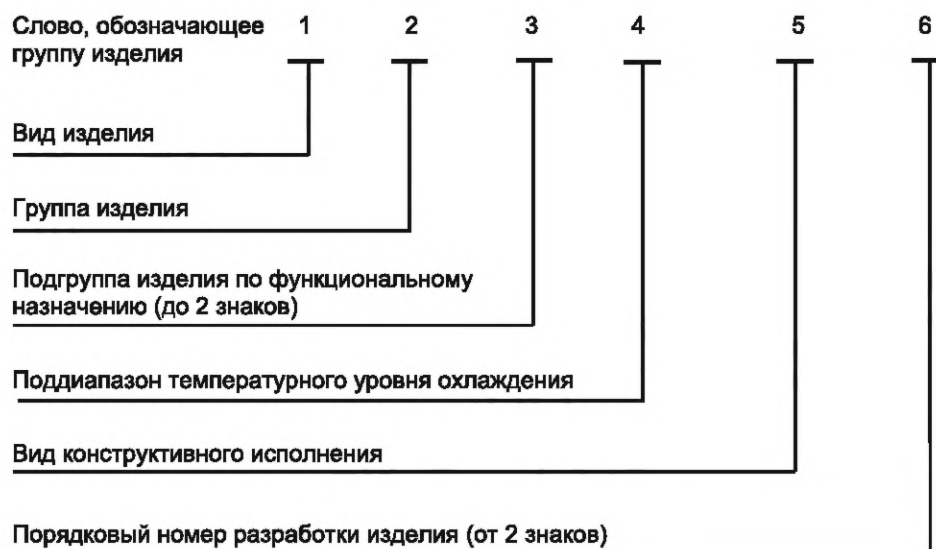 Слово, обозначающее 1 2 3 4 5 6
группу изделия
Вид изделия
Группа изделия
Подгруппа изделия по функциональному
назначению (до 2 знаков)
Поддиапазон температурного уровня охлаждения
Вид конструктивного исполнения
Порядковый номер разработки изделия (от 2 знаков)